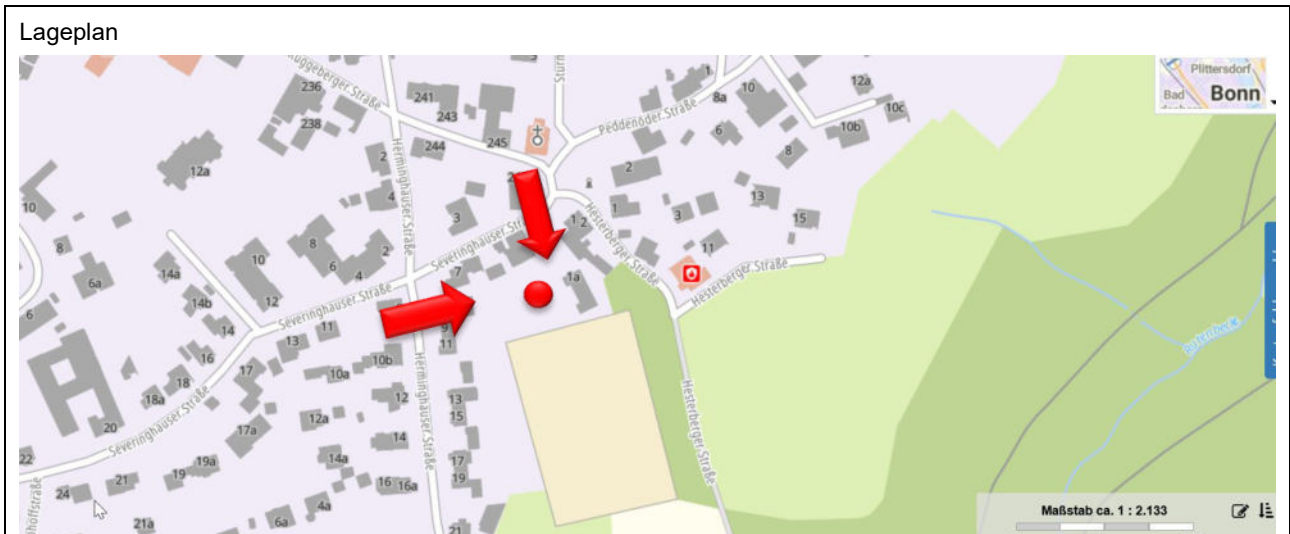 Lageplan
Plittersdorf
Bad
Bonn
236
238
241
243
244
245
12a
2
4
3
10
8
6a
6
14a
14b
14
16
18
18a
20
22
24
21
21a
19
19a
17a
17
12
10
8
6
4
2
13
11
10b
10a
12
12a
14
14a
16
16a
4a
6a
7
9
11
13
15
17
19
21
Herminghauser Straße
Herminghauser Straße
Severinghauser Straße
Severinghauser Straße
Peddenöder Straße
Hesterberger Straße
Hesterberger Straße
Hesterberger Straße
1
8a
10
6
2
12a
10c
10b
8
13
15
3
1
11
1
2
1a
Maßstab ca. 1 : 2.133